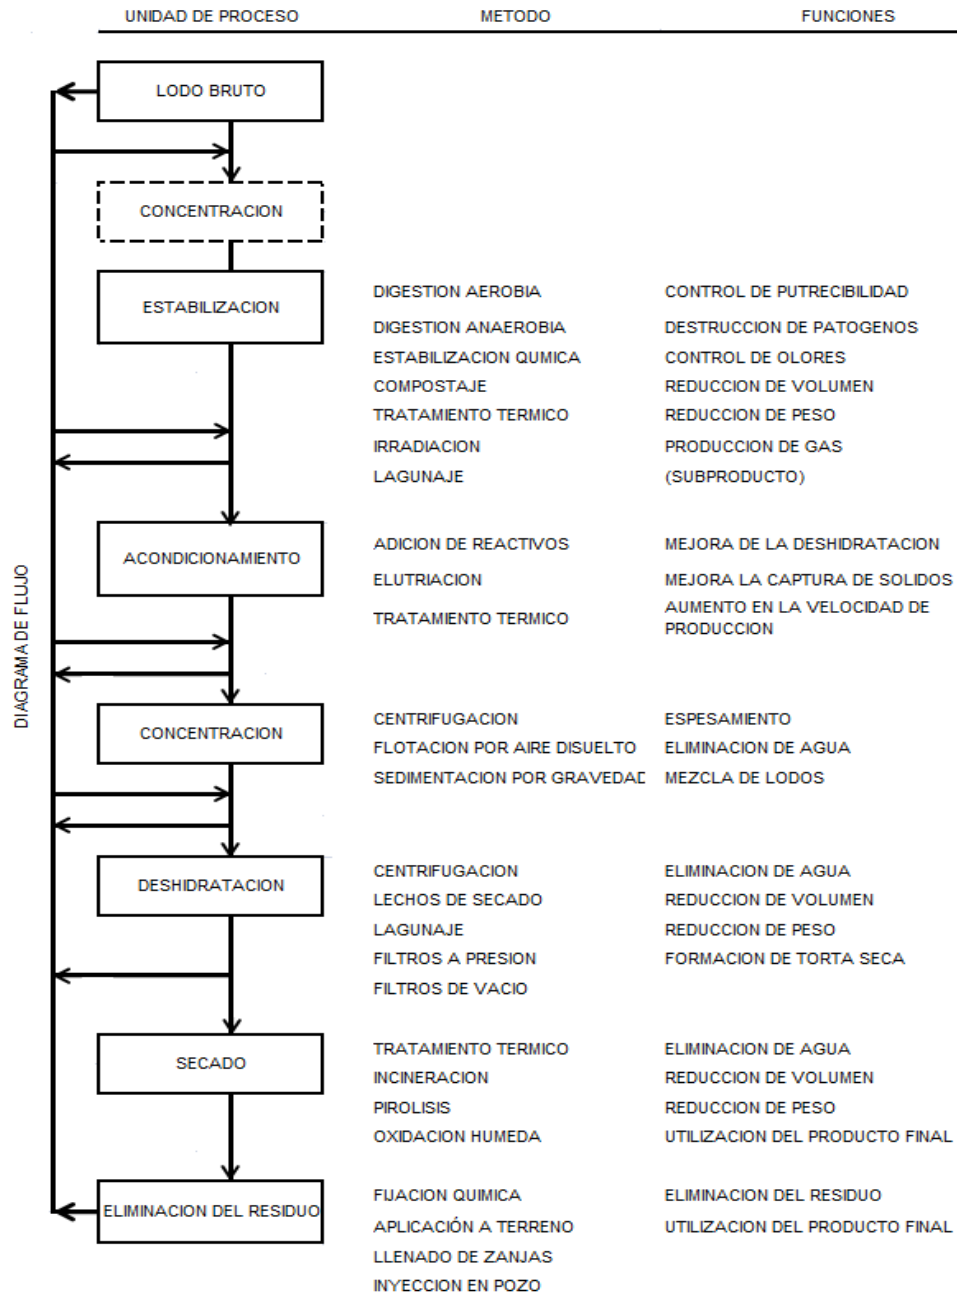 UNIDAD DE PROCESO METODO FUNCIONES
LODO BRUTO
CONCENTRACION
ESTABILIZACION
DIGESTION AEROBIA CONTROL DE PUTRECIBILIDAD
DIGESTION ANAEROBIA DESTRUCCION DE PATOGENOS
ESTABILIZACION QUMICA CONTROL DE OLORES
COMPOSTAJE REDUCCION DE VOLUMEN
TRATAMIENTO TERMICO REDUCCION DE PESO
IRRADIACION PRODUCCION DE GAS
LAGUNAJE (SUBPRODUCTO)
ACONDICIONAMIENTO
ADICION DE REACTIVOS MEJORA DE LA DESHIDRATACION
ELUTRIACION MEJORA LA CAPTURA DE SOLIDOS
TRATAMIENTO TERMICO AUMENTO EN LA VELOCIDAD DE
PRODUCCION
DIAGRAMA DE FLUJO
CONCENTRACION
CENTRIFUGACION ESPESAMIENTO
FLOTACION POR AIRE DISUELTO ELIMINACION DE AGUA
SEDIMENTACION POR GRAVEDAD MEZCLA DE LODOS
DESHIDRATACION
CENTRIFUGACION ELIMINACION DE AGUA
LECHOS DE SECADO REDUCCION DE VOLUMEN
LAGUNAJE REDUCCION DE PESO
FILTROS A PRESION FORMACION DE TORTA SECA
FILTROS DE VACIO
SECADO
TRATAMIENTO TERMICO ELIMINACION DE AGUA
INCINERACION REDUCCION DE VOLUMEN
PIROLISIS REDUCCION DE PESO
OXIDACION HUMEDA UTILIZACION DEL PRODUCTO FINAL
ELIMINACION DEL RESIDUO
FIJACION QUIMICA ELIMINACION DEL RESIDUO
APLICACIÓN A TERRENO UTILIZACION DEL PRODUCTO FINAL
LLENADO DE ZANJAS
INYECCION EN POZO